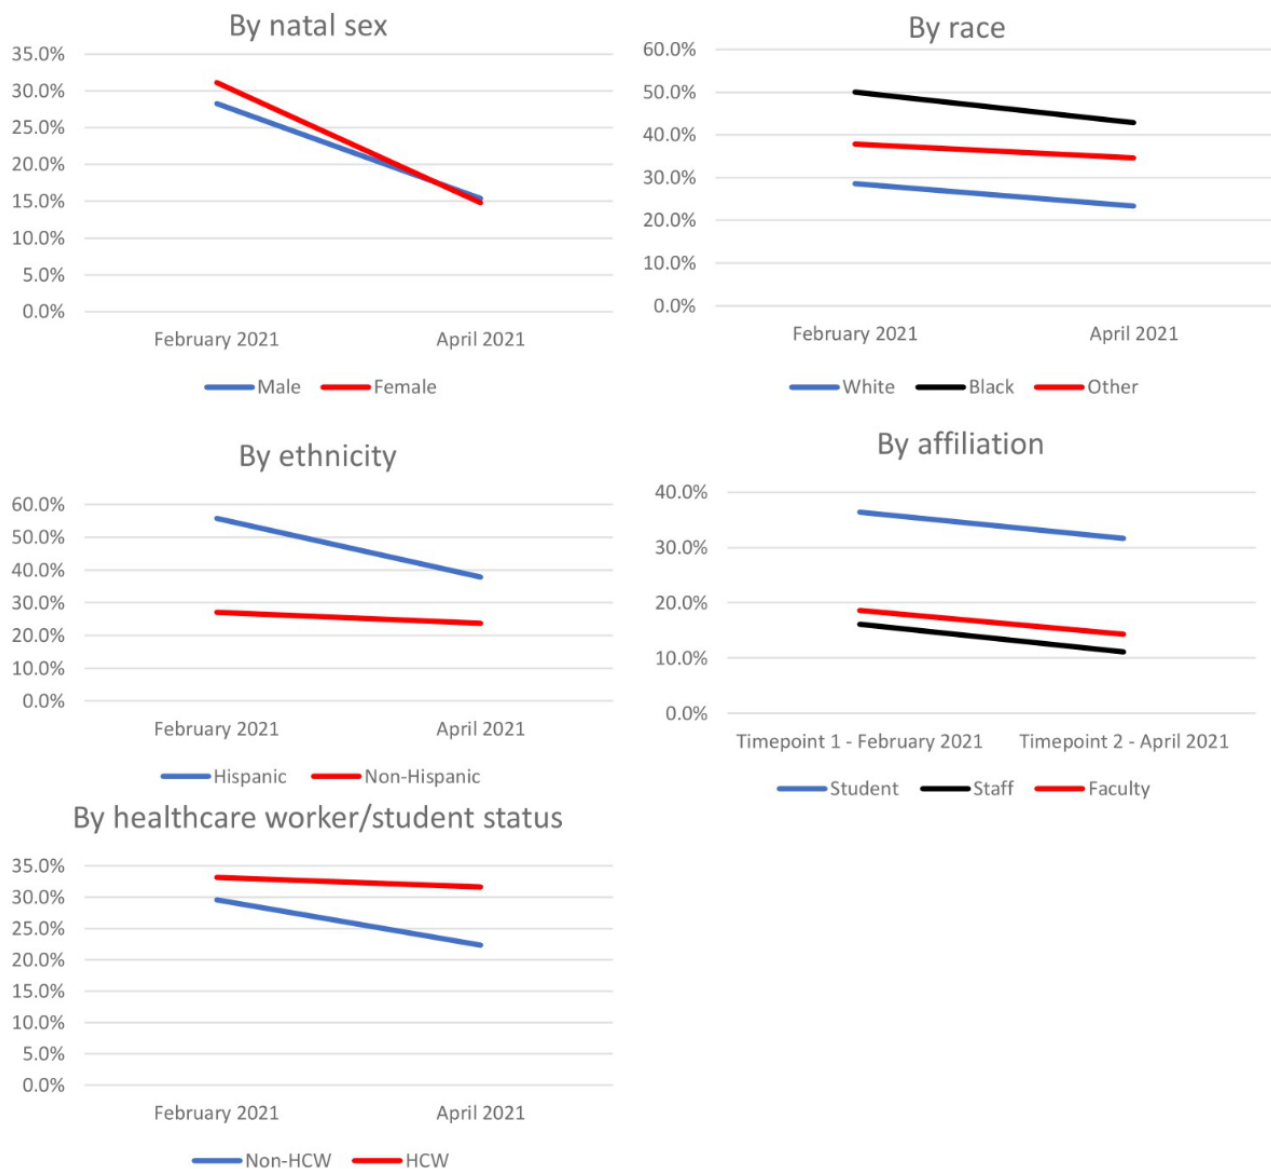 By natal sex
35.0%
30.0%
25.0%
20.0%
15.0%
10.0%
5.0%
0.0%
February 2021 April 2021
Male Female
By race
60.0%
50.0%
40.0%
30.0%
20.0%
10.0%
0.0%
February 2021 April 2021
White Black Other
By ethnicity
60.0%
50.0%
40.0%
30.0%
20.0%
10.0%
0.0%
February 2021 April 2021
Hispanic Non-Hispanic
By affiliation
40.0%
30.0%
20.0%
10.0%
0.0%
Timepoint 1 - February 2021 Timepoint 2 - April 2021
Student Staff Faculty
By healthcare worker/student status
35.0%
30.0%
25.0%
20.0%
15.0%
10.0%
5.0%
0.0%
February 2021 April 2021
Non-HCW HCW